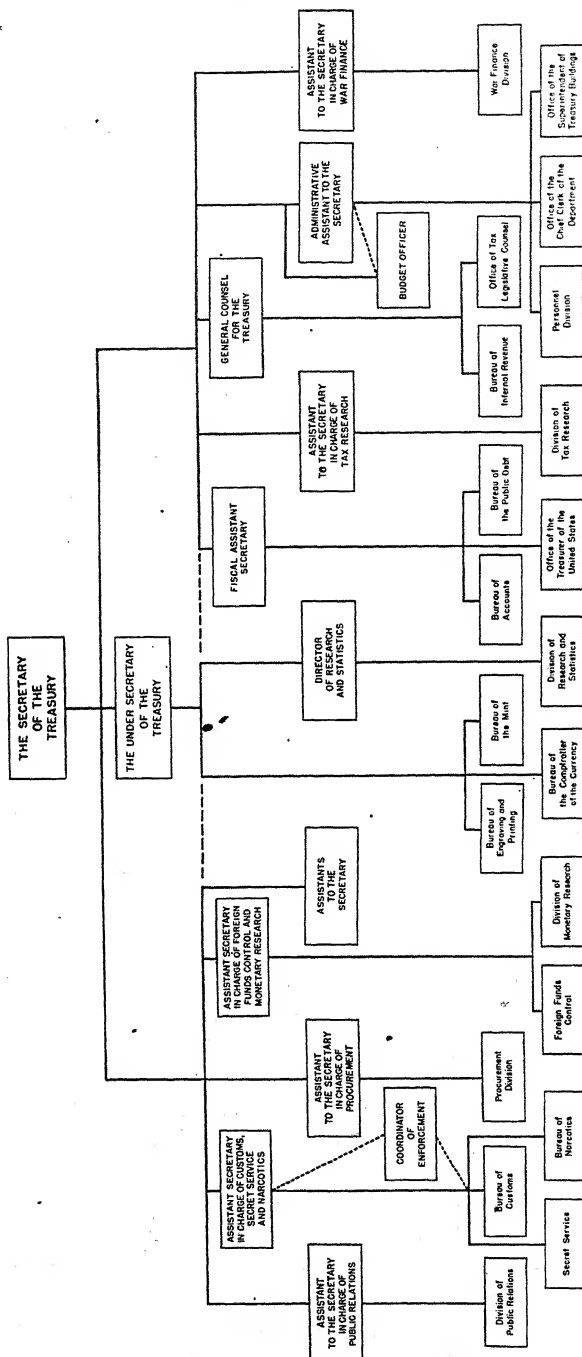 THE SECRETARY
OF THE
TREASURY
THE UNDER SECRETARY
OF THE
TREASURY
ASSISTANT SECRETARY
IN CHARGE OF CUSTOMS,
SECRET SERVICE
AND NARCOTICS
ASSISTANT SECRETARY
IN CHARGE OF FOREIGN
FUNDS CONTROL AND
MONETARY RESEARCH
FISCAL ASSISTANT
SECRETARY
GENERAL COUNSEL
FOR THE
TREASURY
ASSISTANT
TO THE SECRETARY
IN CHARGE OF
PUBLIC RELATIONS
ASSISTANT
TO THE SECRETARY
IN CHARGE OF
PROCUREMENT
ASSISTANTS
TO THE
SECRETARY
DIRECTOR
OF RESEARCH
AND STATISTICS
ASSISTANT
TO THE SECRETARY
IN CHARGE OF
TAX RESEARCH
ADMINISTRATIVE
ASSISTANT TO THE
SECRETARY
ASSISTANT
TO THE SECRETARY
IN CHARGE OF
WAR FINANCE
COORDINATOR
OF
ENFORCEMENT
BUDGET OFFICER
Division of
Public Relations
Bureau of
Customs
Procurement
Division
Bureau of
Engraving and
Printing
Bureau of
the Mint
Bureau of
Accounts
Bureau of
the Public Debt
Bureau of
Internal Revenue
Office of Tax
Legislative Counsel
War Finance
Division
Secret Service
Bureau of
Narcotics
Foreign Funds
Control
Division of
Monetary Research
Bureau of
the Comptroller
of the Currency
Division of
Research and
Statistics
Office of the
Treasurer of the
United States
Division of
Tax Research
Personnel
Division
Office of the
Chief Clerk of the
Department
Office of the
Superintendent of
Treasury Buildings